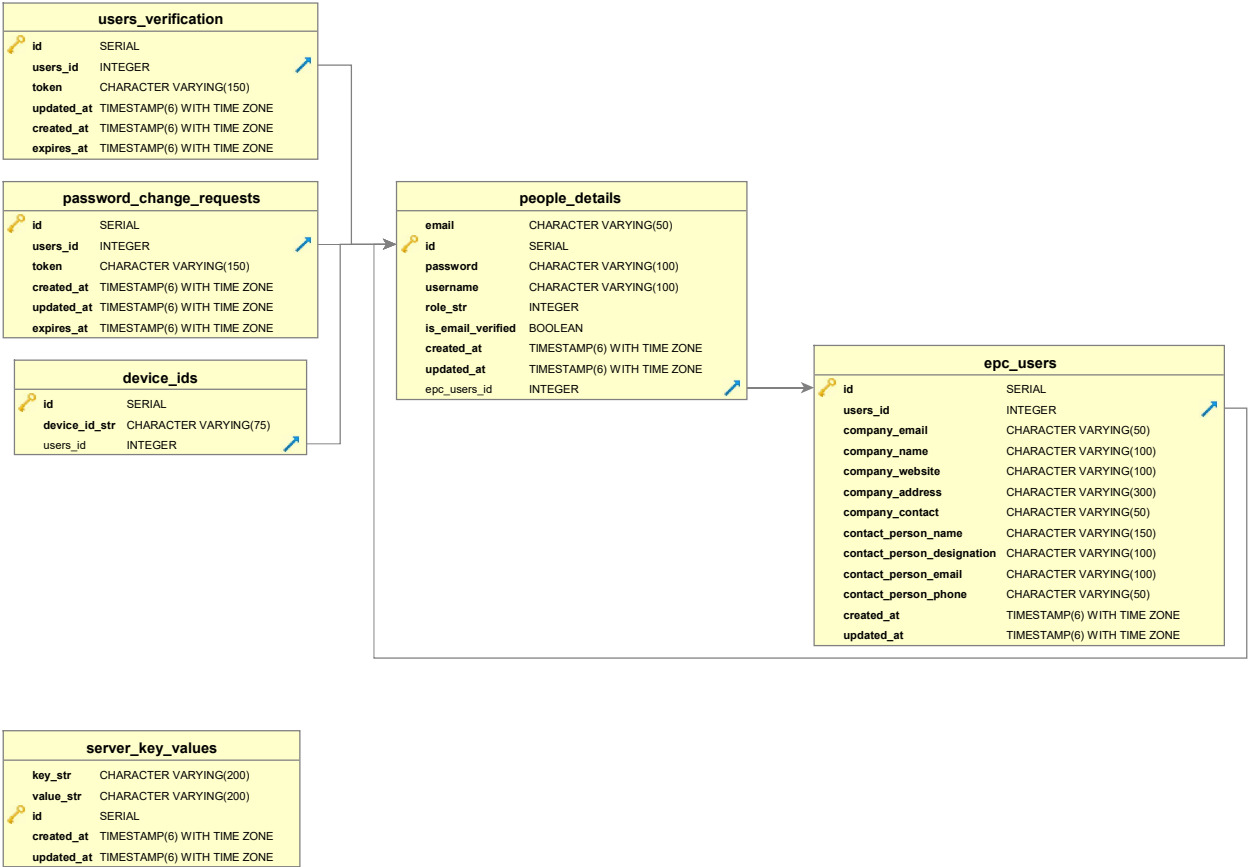 users_verification
id SERIAL
users_id INTEGER
token CHARACTER VARYING(150)
updated_at TIMESTAMP(6) WITH TIME ZONE
created_at TIMESTAMP(6) WITH TIME ZONE
expires_at TIMESTAMP(6) WITH TIME ZONE
password_change_requests
id SERIAL
users_id INTEGER
token CHARACTER VARYING(150)
created_at TIMESTAMP(6) WITH TIME ZONE
updated_at TIMESTAMP(6) WITH TIME ZONE
expires_at TIMESTAMP(6) WITH TIME ZONE
device_ids
id SERIAL
device_id_str CHARACTER VARYING(75)
users_id INTEGER
people_details
email CHARACTER VARYING(50)
id SERIAL
password CHARACTER VARYING(100)
username CHARACTER VARYING(100)
role_str INTEGER
is_email_verified BOOLEAN
created_at TIMESTAMP(6) WITH TIME ZONE
updated_at TIMESTAMP(6) WITH TIME ZONE
epc_users_id INTEGER
epc_users
id SERIAL
users_id INTEGER
company_email CHARACTER VARYING(50)
company_name CHARACTER VARYING(100)
company_website CHARACTER VARYING(100)
company_address CHARACTER VARYING(300)
company_contact CHARACTER VARYING(50)
contact_person_name CHARACTER VARYING(150)
contact_person_designation CHARACTER VARYING(100)
contact_person_email CHARACTER VARYING(100)
contact_person_phone CHARACTER VARYING(50)
created_at TIMESTAMP(6) WITH TIME ZONE
updated_at TIMESTAMP(6) WITH TIME ZONE
server_key_values
key_str CHARACTER VARYING(200)
value_str CHARACTER VARYING(200)
id SERIAL
created_at TIMESTAMP(6) WITH TIME ZONE
updated_at TIMESTAMP(6) WITH TIME ZONE